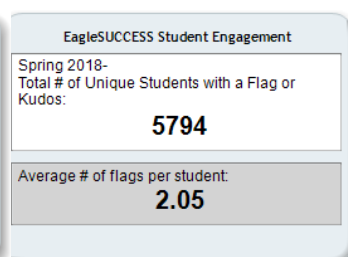 EagleSUCCESS Student Engagement
Spring 2018-
Total # of Unique Students with a Flag or
Kudos:
5794
Average # of flags per student:
2.05